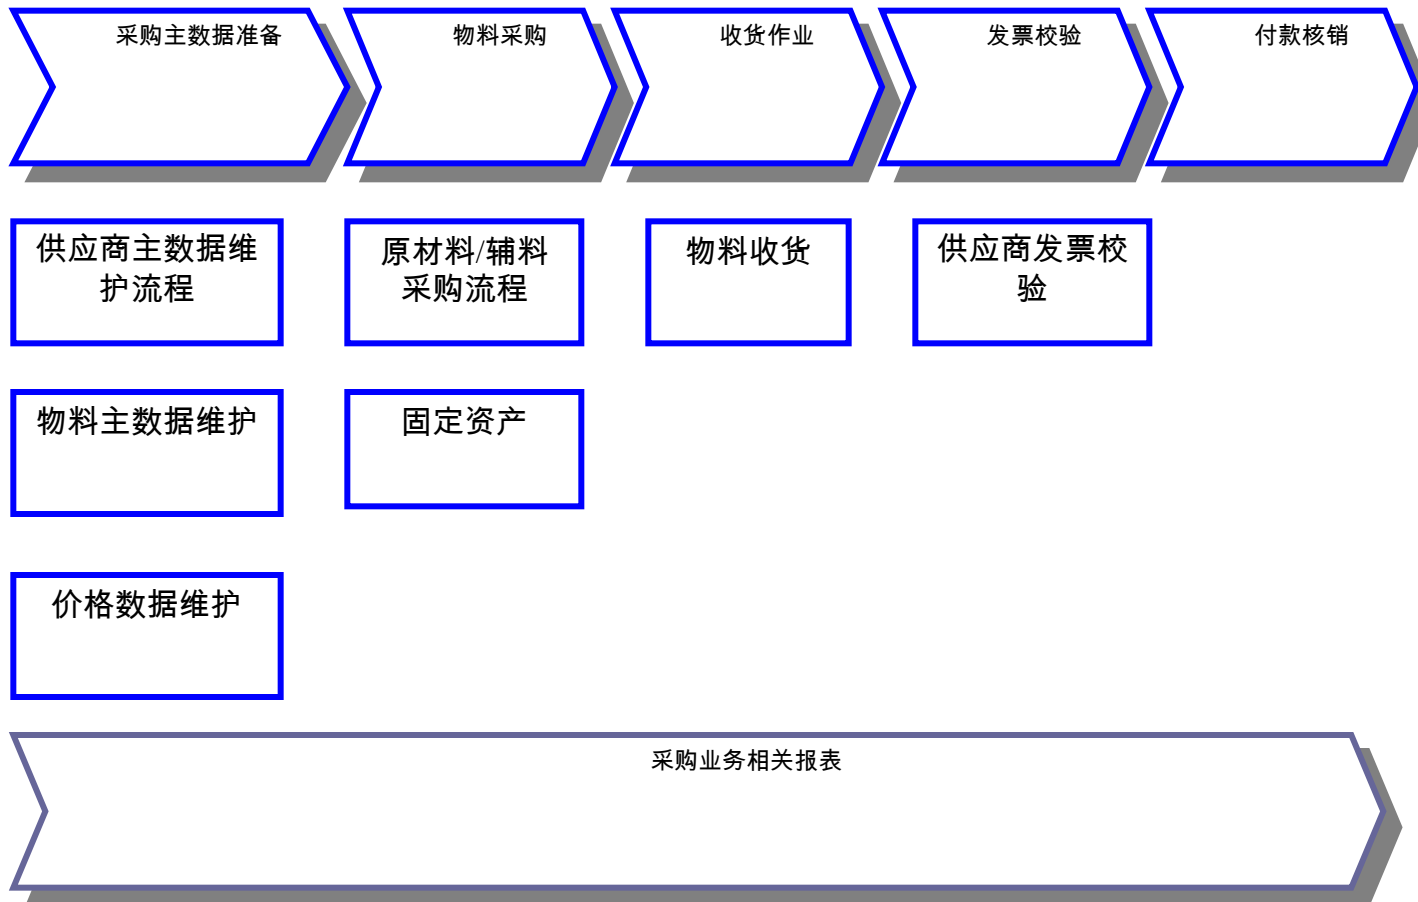 采购主数据准备
物料采购
收货作业
发票校验
付款核销
供应商主数据维
护流程
原材料/辅料
采购流程
物料收货
供应商发票校
验
物料主数据维护
固定资产
价格数据维护
采购业务相关报表